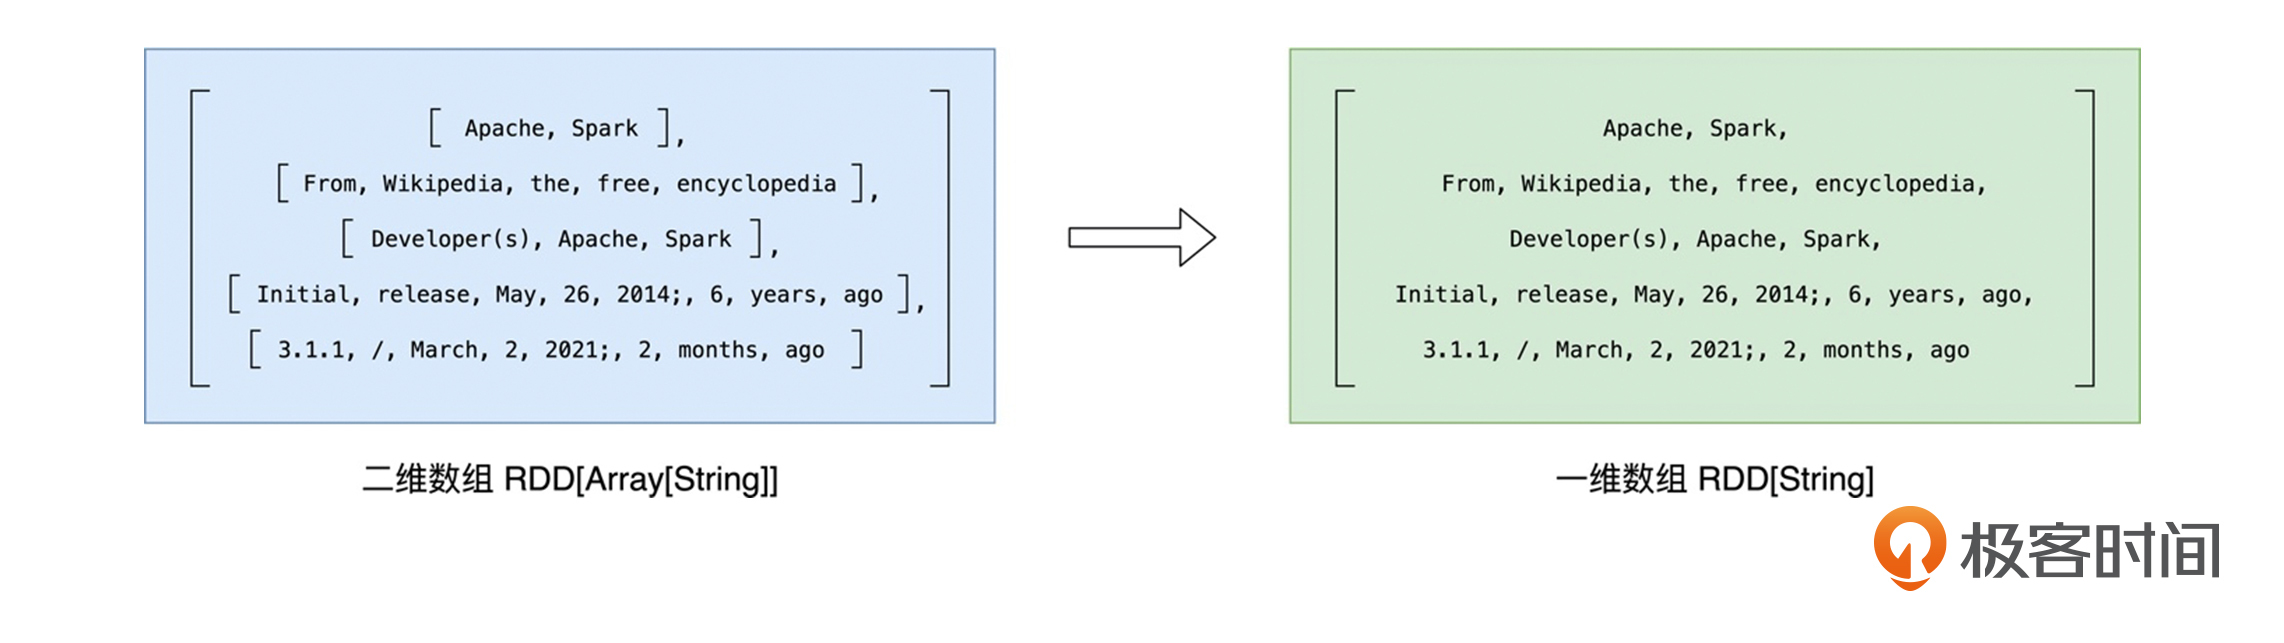 [ Apache, Spark ],
[ From, Wikipedia, the, free, encyclopedia ],
[ Developer(s), Apache, Spark ],
[ Initial, release, May, 26, 2014;, 6, years, ago ],
[ 3.1.1, /, March, 2, 2021;, 2, months, ago ]
二维数组 RDD[Array[String]]
Apache, Spark,
From, Wikipedia, the, free, encyclopedia,
Developer(s), Apache, Spark,
Initial, release, May, 26, 2014;, 6, years, ago,
3.1.1, /, March, 2, 2021;, 2, months, ago
一维数组 RDD[String]
极客时间